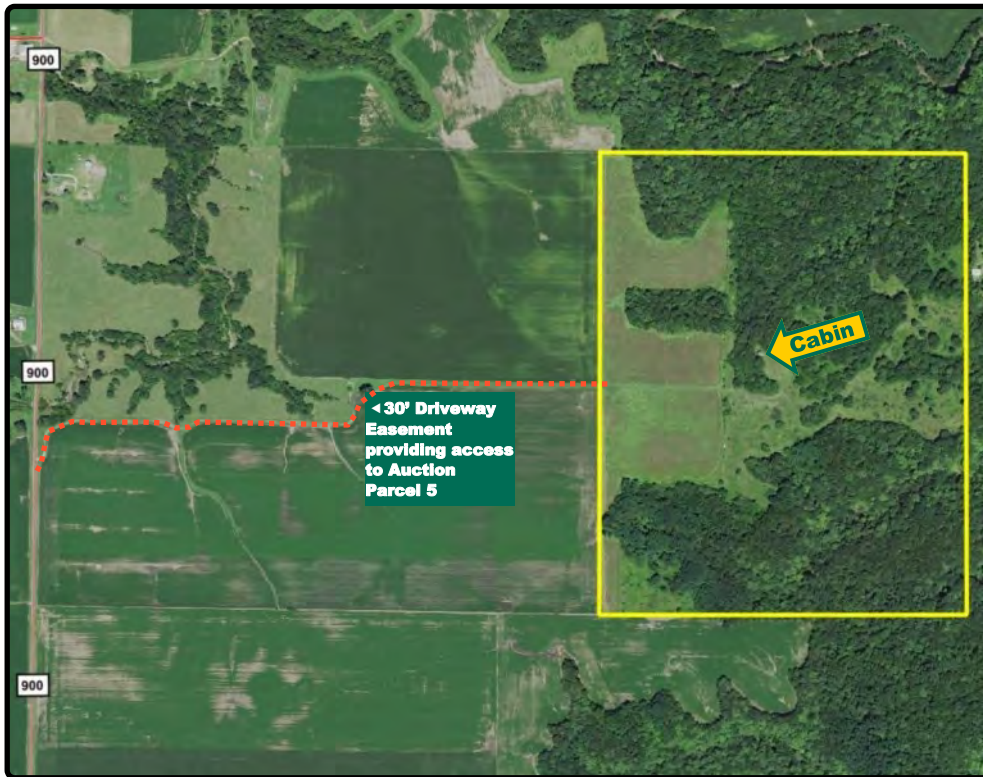 900
900
Cabin
◄30' Driveway
Easement
providing access
to Auction
Parcel 5
900